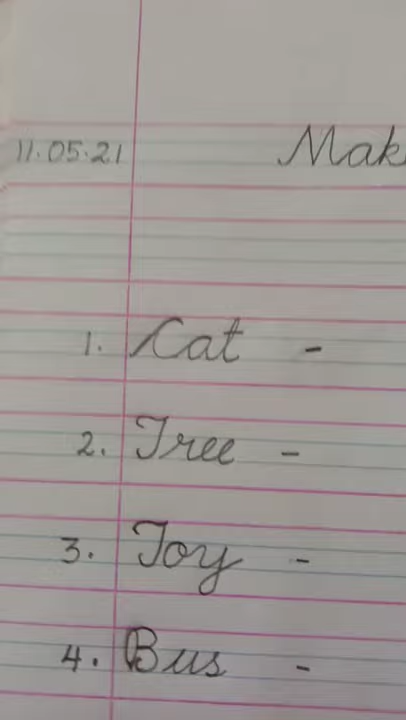 11.05.21 Mak
1. Cat -
2. Tree -
3. Toy -
4. Bus -